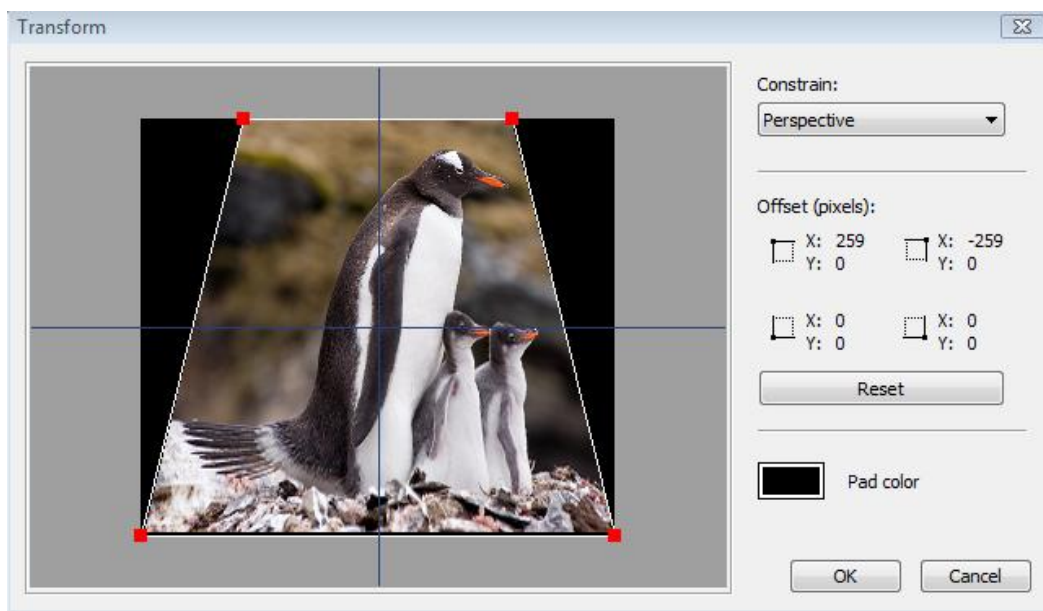 Transform
Constrain:
Perspective
Offset (pixels):
X: 259 X: -259
Y: 0 Y: 0
X: 0 X: 0
Y: 0 Y: 0
Reset
Pad color
OK Cancel